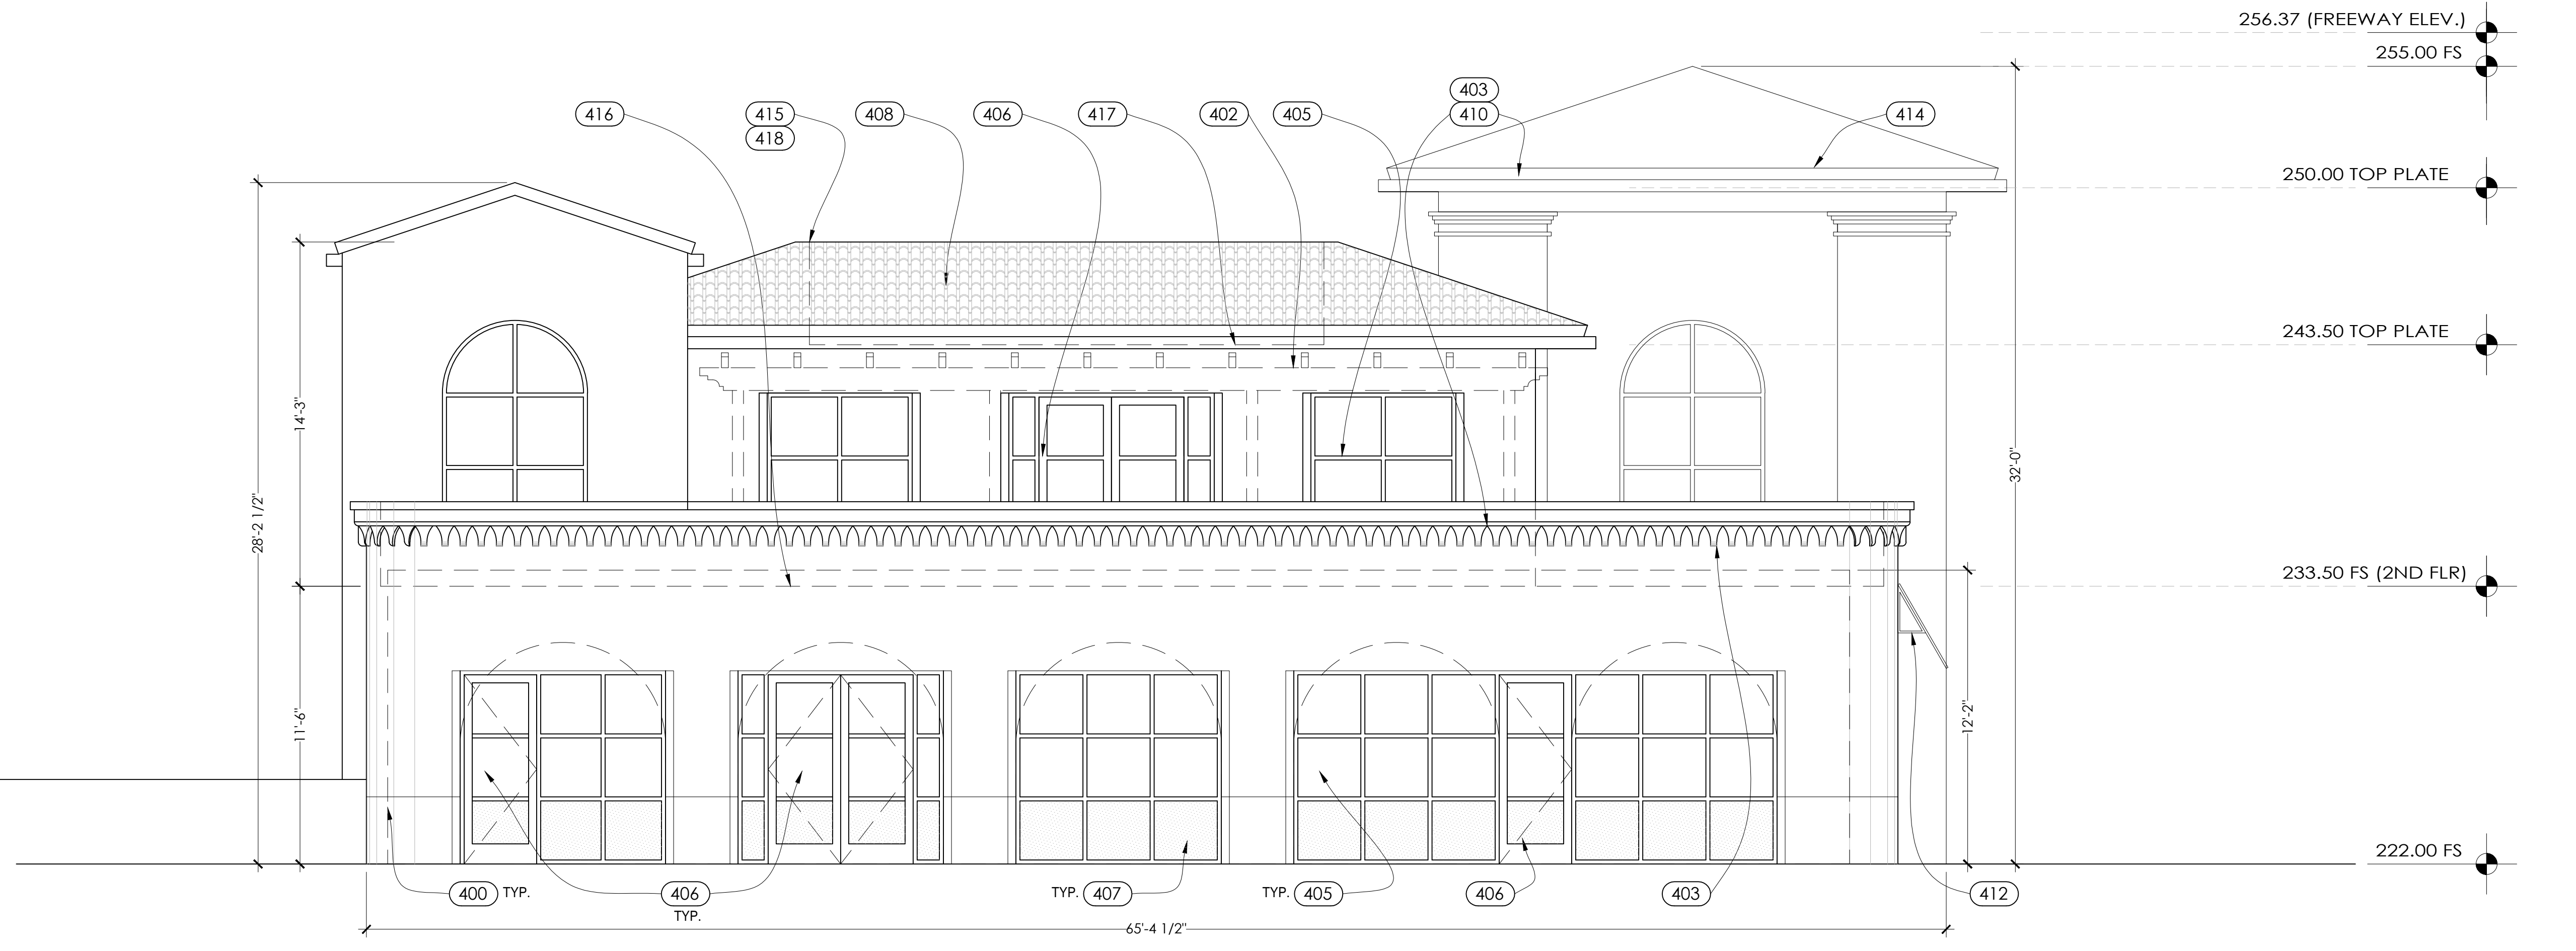 256.37 (FREEWAY ELEV.)
255.00 FS
403
416
415
408
406
417
402
405
410
414
418
250.00 TOP PLATE
243.50 TOP PLATE
14'-3"
32'-0"
28'-2 1/2"
233.50 FS (2ND FLR)
11'-6"
12'-2"
222.00 FS
400 TYP.
406
TYP.
TYP. 407
TYP. 405
406
403
412
65'-4 1/2"